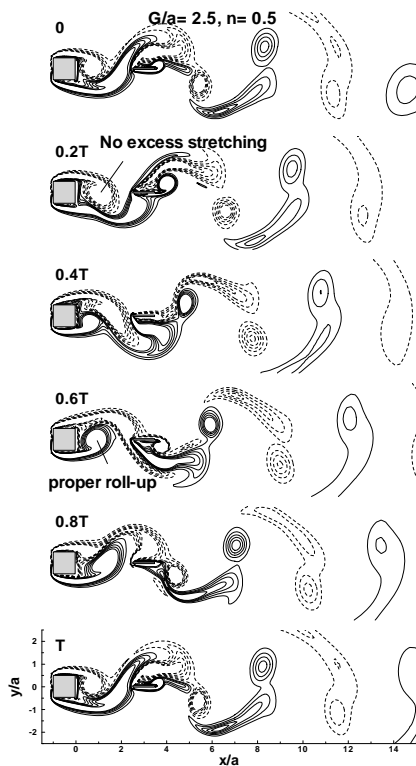 G/a= 2.5, n= 0.5
0
No excess stretching
0.2T
0.4T
0.6T
proper roll-up
0.8T
T
2
1
0
-1
-2
y/a
0 2 4 6 8 10 12 14
x/a